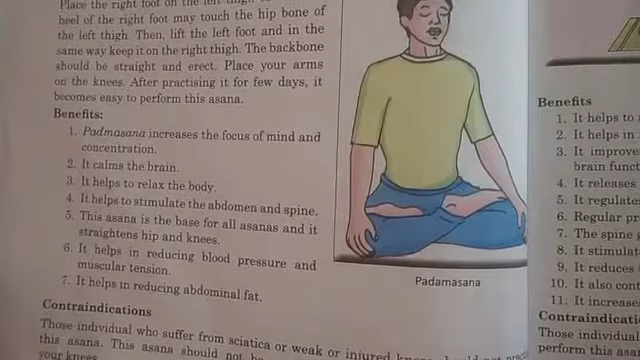 Place the right foot on the left
heel of the right foot may touch the hip bone of
the left thigh. Then, lift the left foot and in the
same way keep it on the right thigh. The backbone
should be straight and erect. Place your arms
on the knees. After practising it for few days, it
becomes easy to perform this asana.
Benefits:
1. Padmasana increases the focus of mind and
concentration.
2. It calms the brain.
3. It helps to relax the body.
4. It helps to stimulate the abdomen and spine.
5. This asana is the base for all asanas and it
straightens hip and knees.
6. It helps in reducing blood pressure and
muscular tension.
7. It helps in reducing abdominal fat.
Contraindications
Those individual who suffer from sciatica or weak or injured
this asana. This asana should not
your knees
Padamasana
Benefits
1. It helps to
2. It helps in
3. It improve
brain funct
4. It releases
5. It regulate
6. Regular pr
7. The spine
8. It stimulat
9. It reduces
10. It also cont
11. It increase
Contraindicati
Those individual
perform this asa